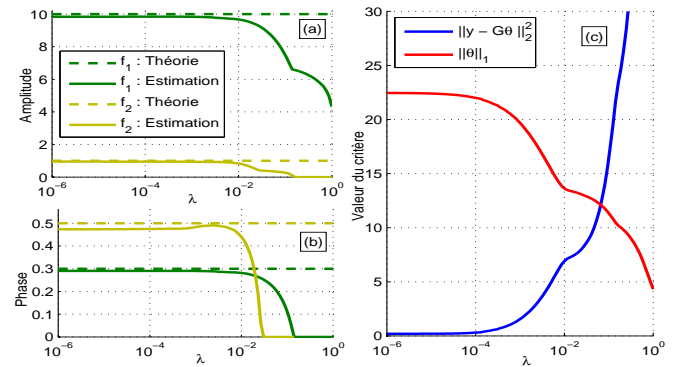 (a)
Amplitude
10
8
6
4
2
0
f1 : Théorie
f1 : Estimation
f2 : Théorie
f2 : Estimation
10^-6 10^-4 10^-2 10^0
λ
(b)
Phase
0.5
0.4
0.3
0.2
0.1
0
10^-6 10^-4 10^-2 10^0
λ
(c)
Valeur du critère
30
25
20
15
10
5
0
||y − Gθ ||_2^2
||θ||_1
10^-6 10^-4 10^-2 10^0
λ